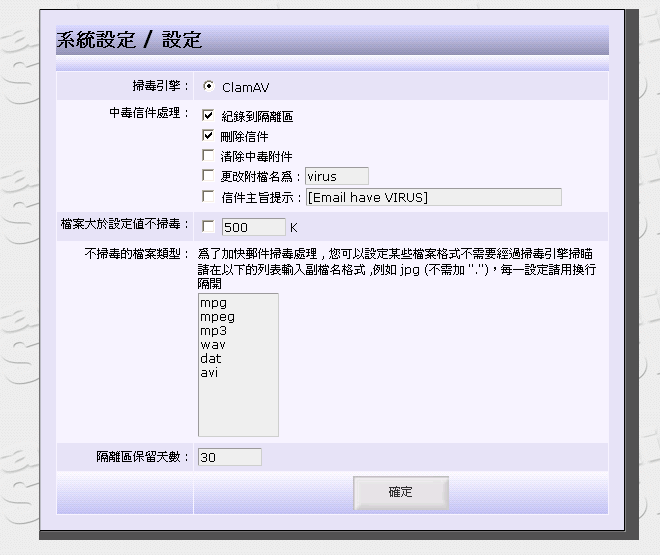 系統設定 / 設定
掃毒引擎： ClamAV
中毒信件處理： 紀錄到隔離區
刪除信件
清除中毒附件
更改附檔名爲： virus
信件主旨提示： [Email have VIRUS]
檔案大於設定值不掃毒： 500 K
不掃毒的檔案類型： 爲了加快郵件掃毒處理，您可以設定某些檔案格式不需要經過掃毒引擎掃瞄
請在以下的列表輸入副檔名格式 ,例如 jpg (不需加 ".")，每一設定請用換行
隔開
mpg
mpeg
mp3
wav
dat
avi
隔離區保留天數： 30
確定